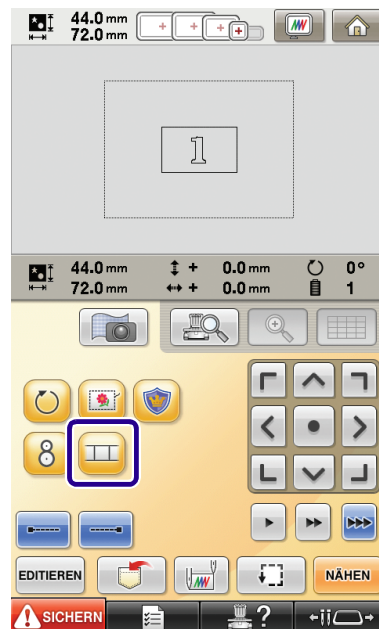 44.0 mm
72.0 mm
1
44.0 mm + 0.0 mm 0°
72.0 mm + 0.0 mm 1
8
EDITIEREN NÄHEN
SICHERN ?